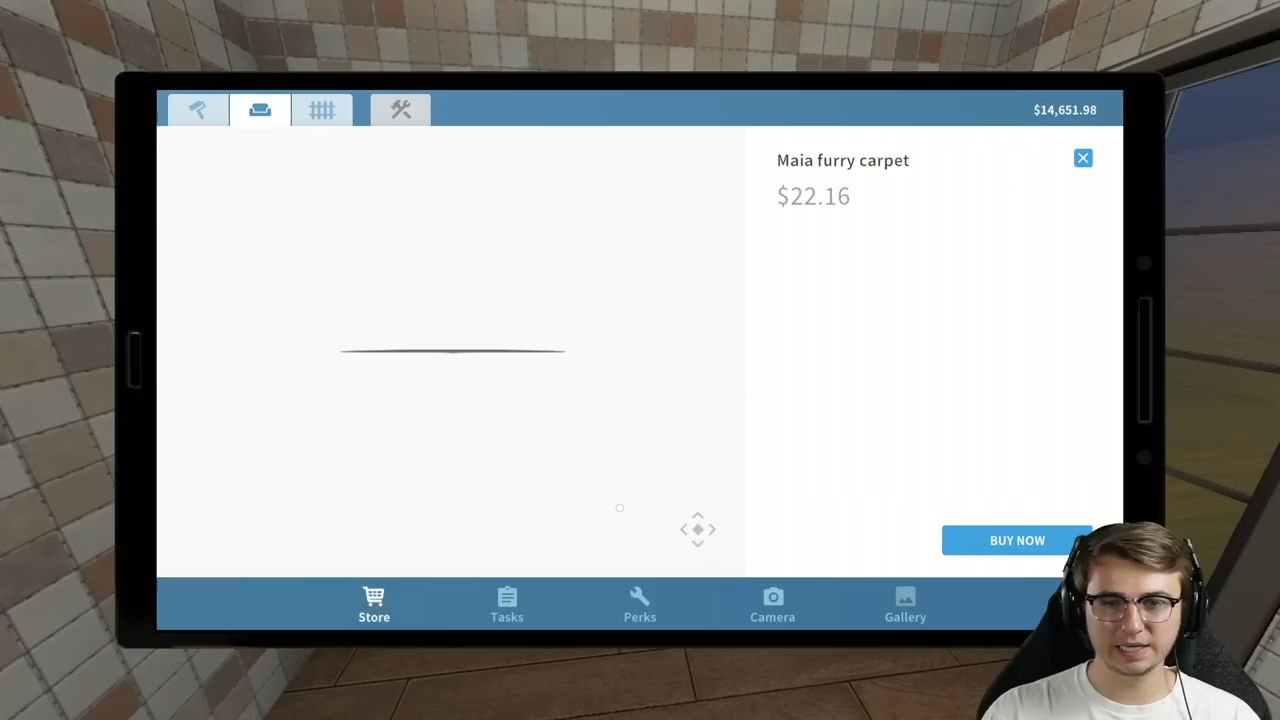 $14,651.98
Maia furry carpet
$22.16
BUY NOW
Store
Tasks
Perks
Camera
Gallery